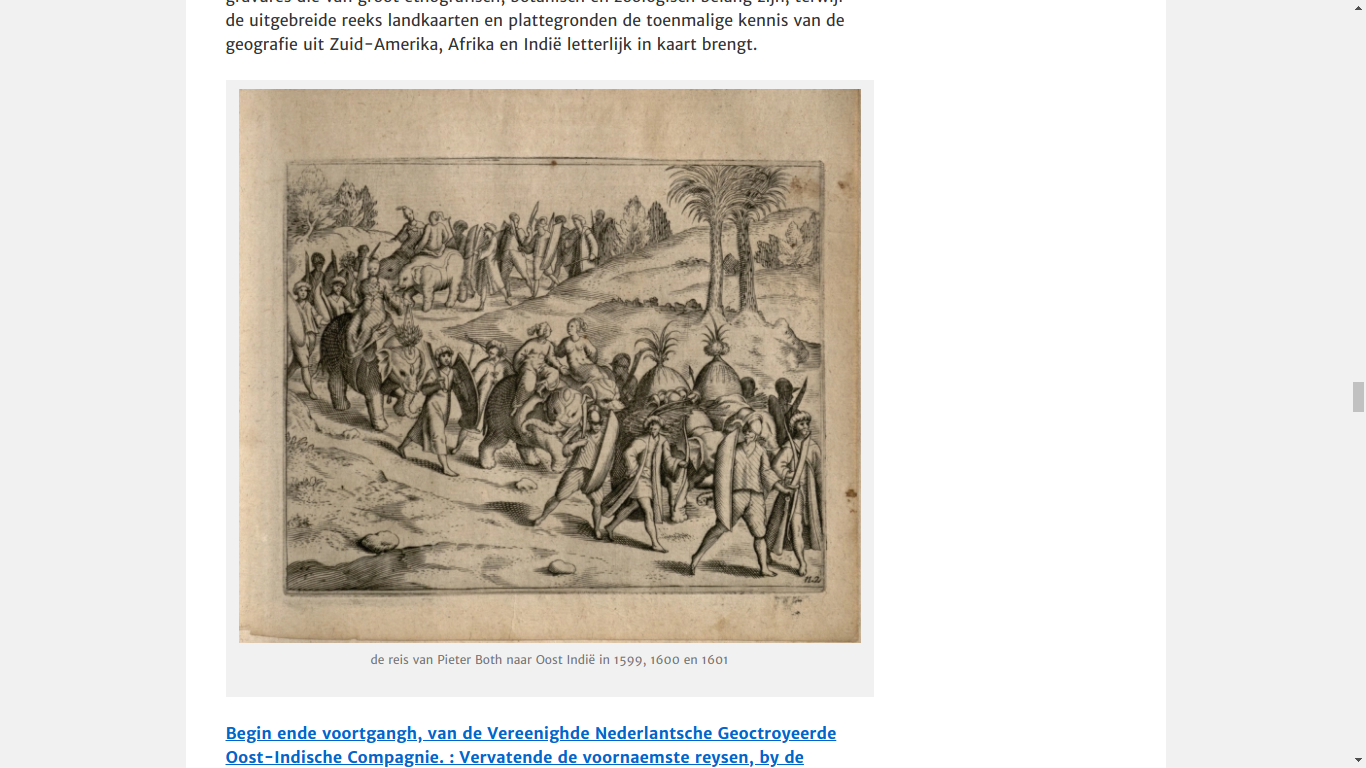 de uitgebreide reeks landkaarten en plattegronden de toenmalige kennis van de
geografie uit Zuid-Amerika, Afrika en Indië letterlijk in kaart brengt.
de reis van Pieter Both naar Oost Indië in 1599, 1600 en 1601
Begin ende voortgangh, van de Vereenighde Nederlantsche Geoctroyeerde
Oost-Indische Compagnie. : Vervatende de voornaemste reysen, by de